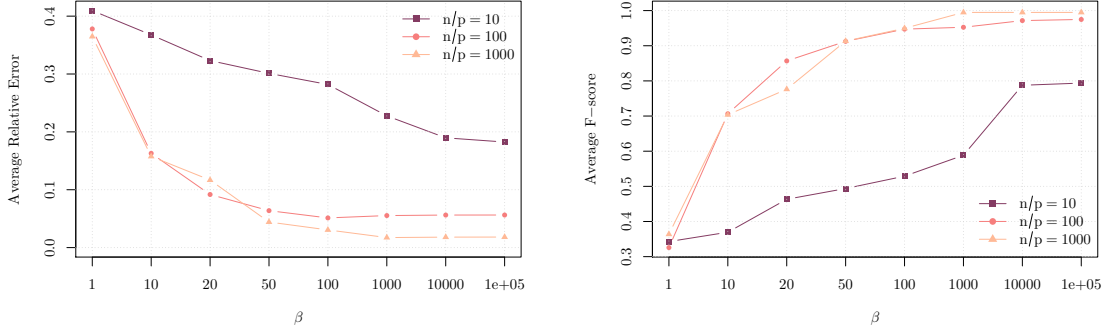 Average Relative Error
0.4
0.3
0.2
0.1
0.0
n/p = 10
n/p = 100
n/p = 1000
1 10 20 50 100 1000 10000 1e+05
β
Average F−score
1.0
0.9
0.8
0.7
0.6
0.5
0.4
0.3
n/p = 10
n/p = 100
n/p = 1000
1 10 20 50 100 1000 10000 1e+05
β